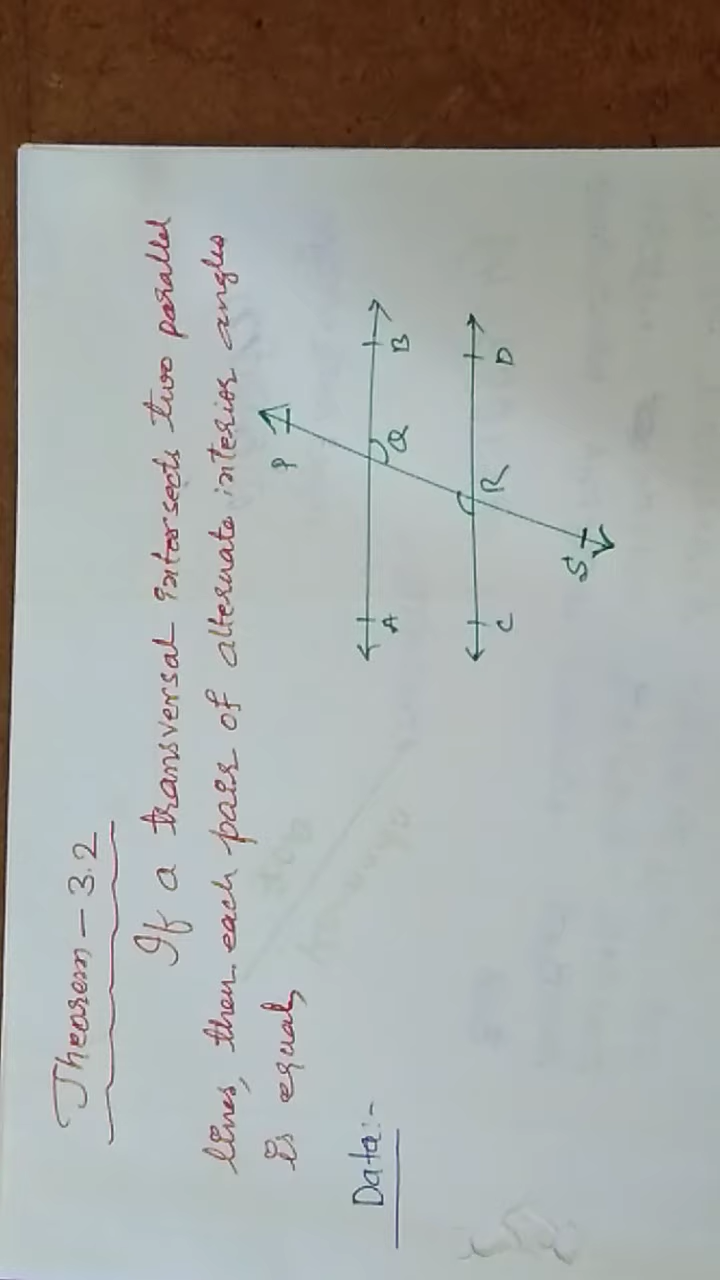 Theorem - 3.2
If a transversal intersects two parallel
lines, then each pair of alternate interior angles
is equal,
Data:-
P
A Q B
C R D
S